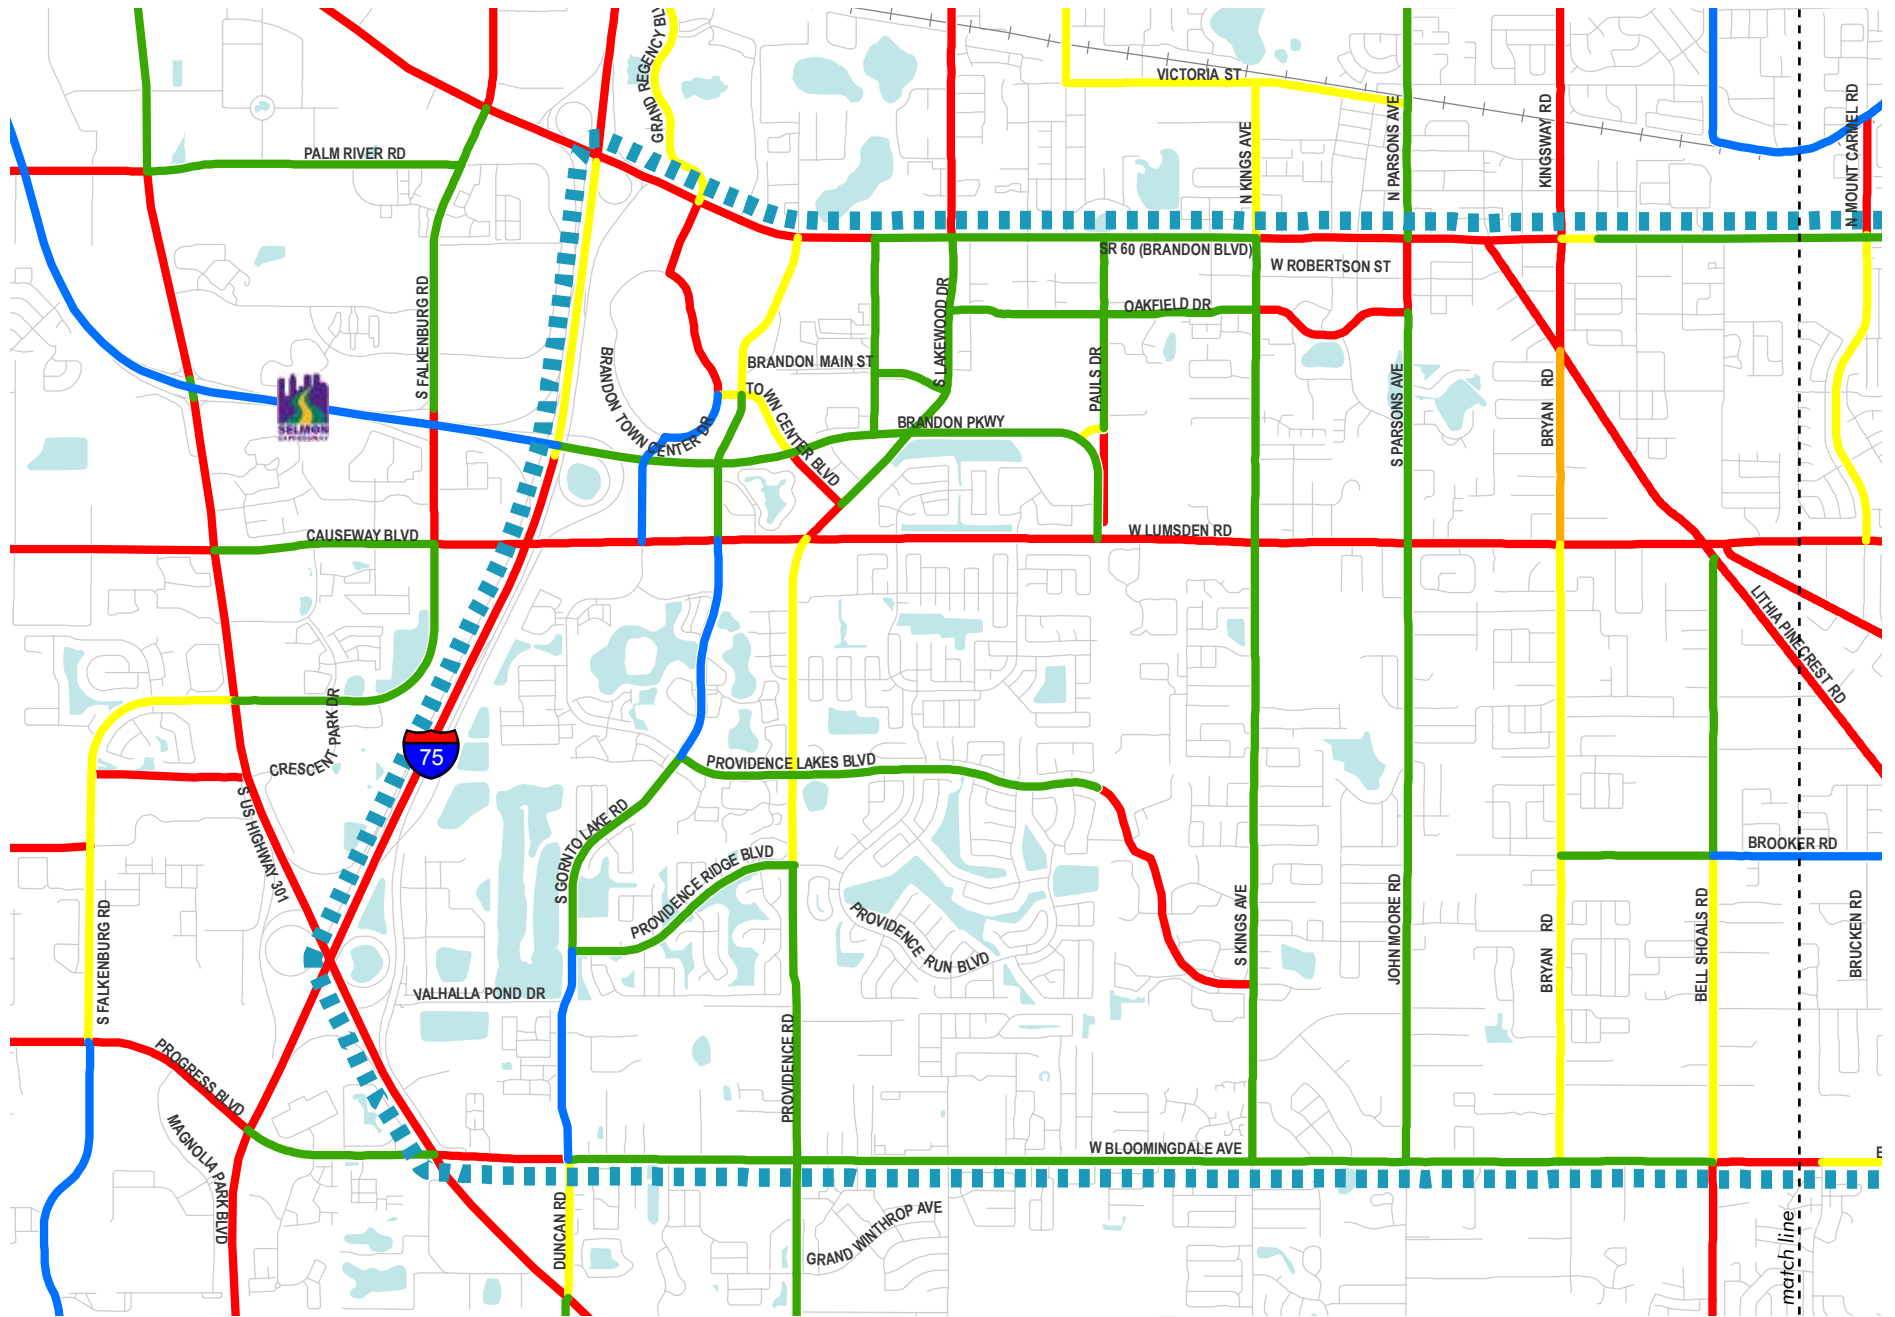 GRAND REGENCY BLV
VICTORIA ST
PALM RIVER RD
N KINGS AVE
N PARSONS AVE
KINGSWAY RD
N MOUNT CARMEL RD
SR 60 (BRANDON BLVD)
W ROBERTSON ST
S FALKENBURG RD
OAKFIELD DR
S LAKEWOOD DR
BRANDON MAIN ST
BRANDON TOWN CENTER DR
TOWN CENTER BLVD
PAULS DR
S PARSONS AVE
BRYAN RD
BRANDON PKWY
SELMON
EXPRESSWAY
CAUSEWAY BLVD
W LUMSDEN RD
LITHIA PINECREST RD
CRESCENT PARK DR
75
PROVIDENCE LAKES BLVD
S US HIGHWAY 301
S GORNTO LAKE RD
PROVIDENCE RIDGE BLVD
BROOKER RD
S FALKENBURG RD
PROVIDENCE RUN BLVD
S KINGS AVE
JOHN MOORE RD
BRYAN RD
BELL SHOALS RD
BRUCKEN RD
VALHALLA POND DR
PROGRESS BLVD
PROVIDENCE RD
MAGNOLIA PARK BLVD
W BLOOMINGDALE AVE
E
DUNCAN RD
GRAND WINTHROP AVE
match line